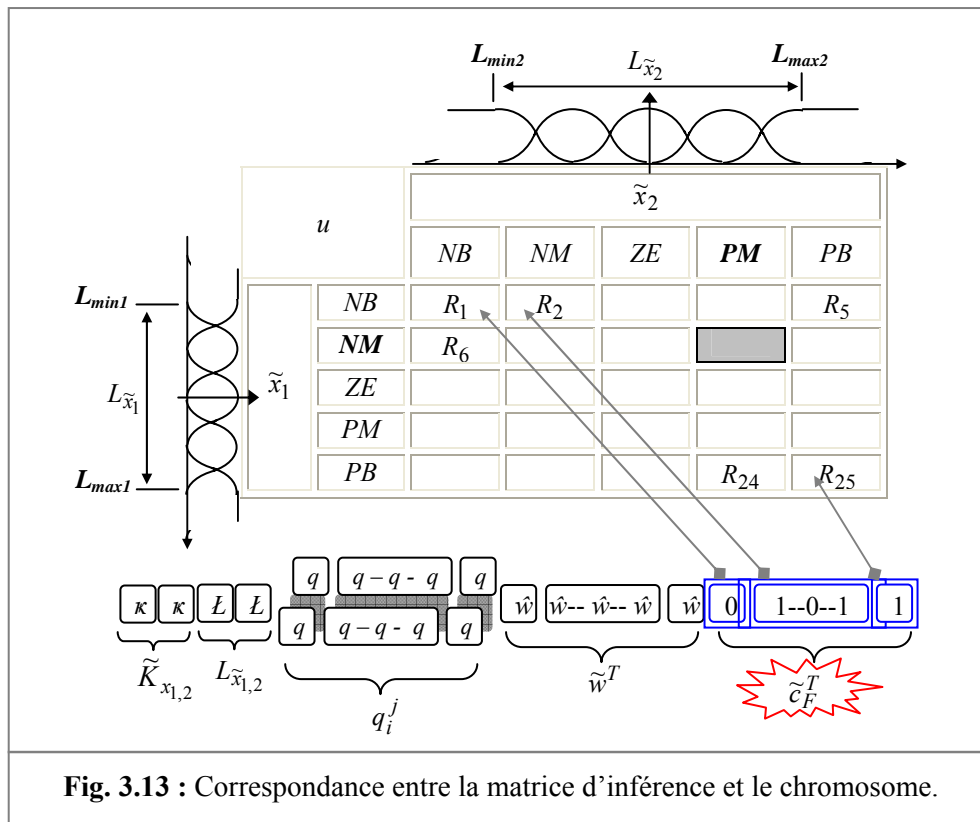 L_min2 L_x̃2 L_max2
x̃2
u
NB NM ZE PM PB
L_min1 NB R1 R2 R5
NM R6
L_x̃1 x̃1 ZE
PM
L_max1 PB R24 R25
q q – q - q q
κ κ Ł Ł ŵ ŵ-- ŵ-- ŵ ŵ 0 1--0--1 1
q q – q - q q
K̃_x1,2 L_x̃1,2 q_i^j w̃^T c̃_F^T
Fig. 3.13 : Correspondance entre la matrice d’inférence et le chromosome.